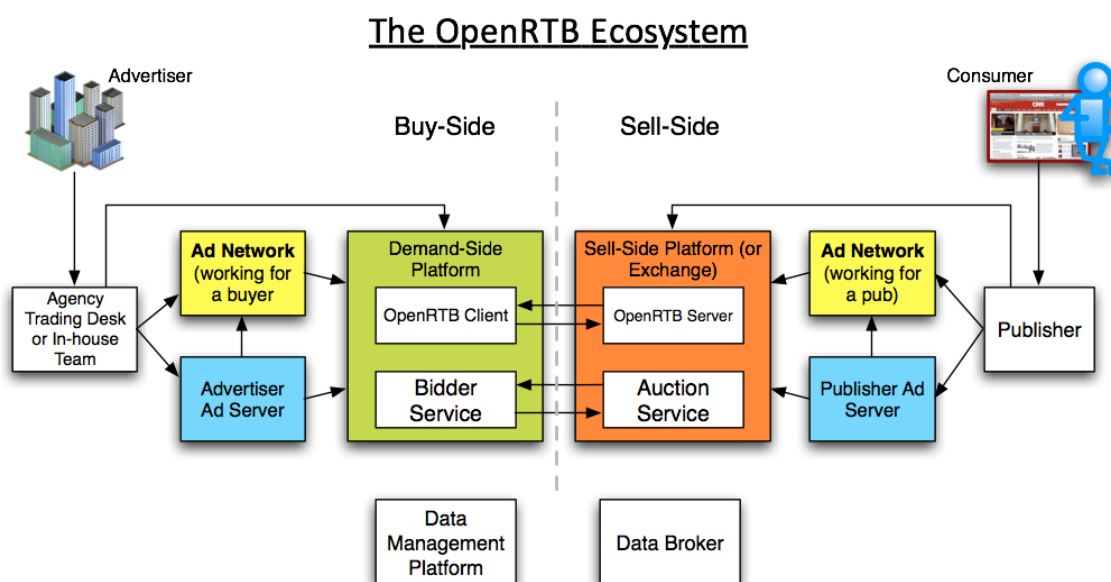 The OpenRTB Ecosystem
Advertiser
Consumer
CNN
Buy-Side
Sell-Side
Ad Network
(working for
a buyer
Demand-Side
Platform
Sell-Side Platform (or
Exchange)
Ad Network
(working for
a pub)
Agency
Trading Desk
or In-house
Team
OpenRTB Client
OpenRTB Server
Publisher
Advertiser
Ad Server
Bidder
Service
Auction
Service
Publisher Ad
Server
Data
Management
Platform
Data Broker